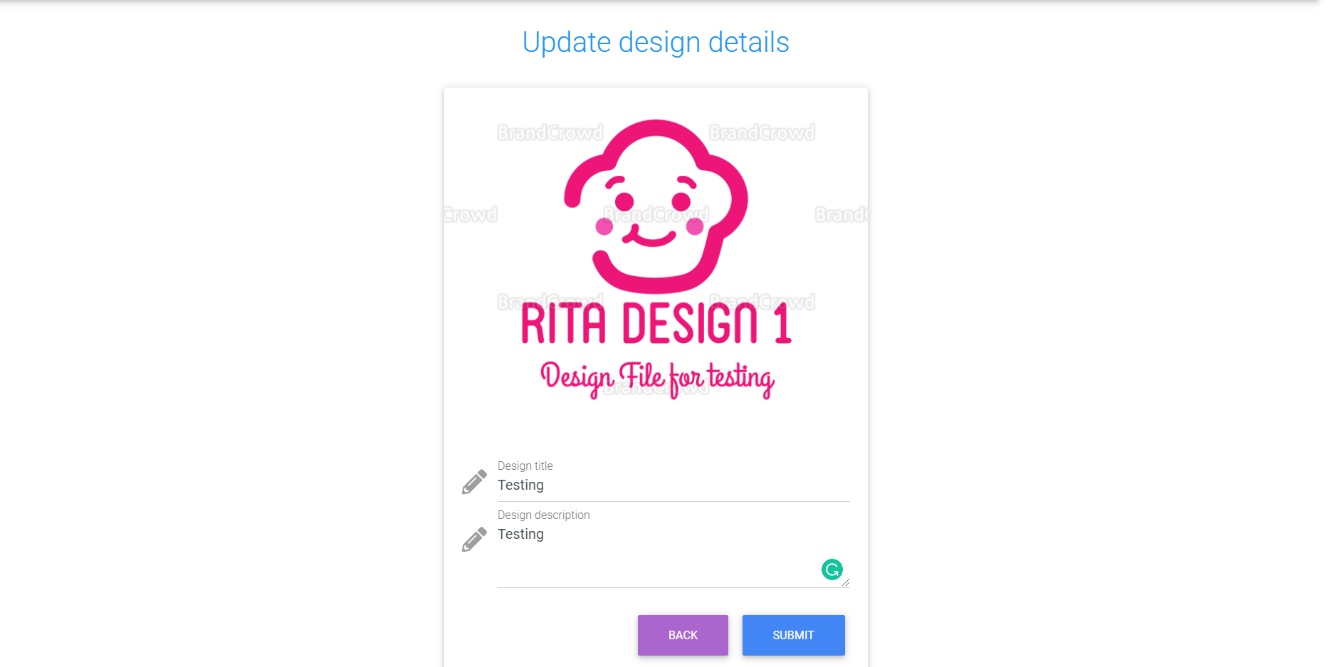 Update design details
BrandCrowd BrandCrowd
Crowd BrandCrowd BrandCrowd
BrandCrowd BrandCrowd
RITA DESIGN 1
Design File for testing
BrandCrowd
Design title
Testing
Design description
Testing
BACK SUBMIT